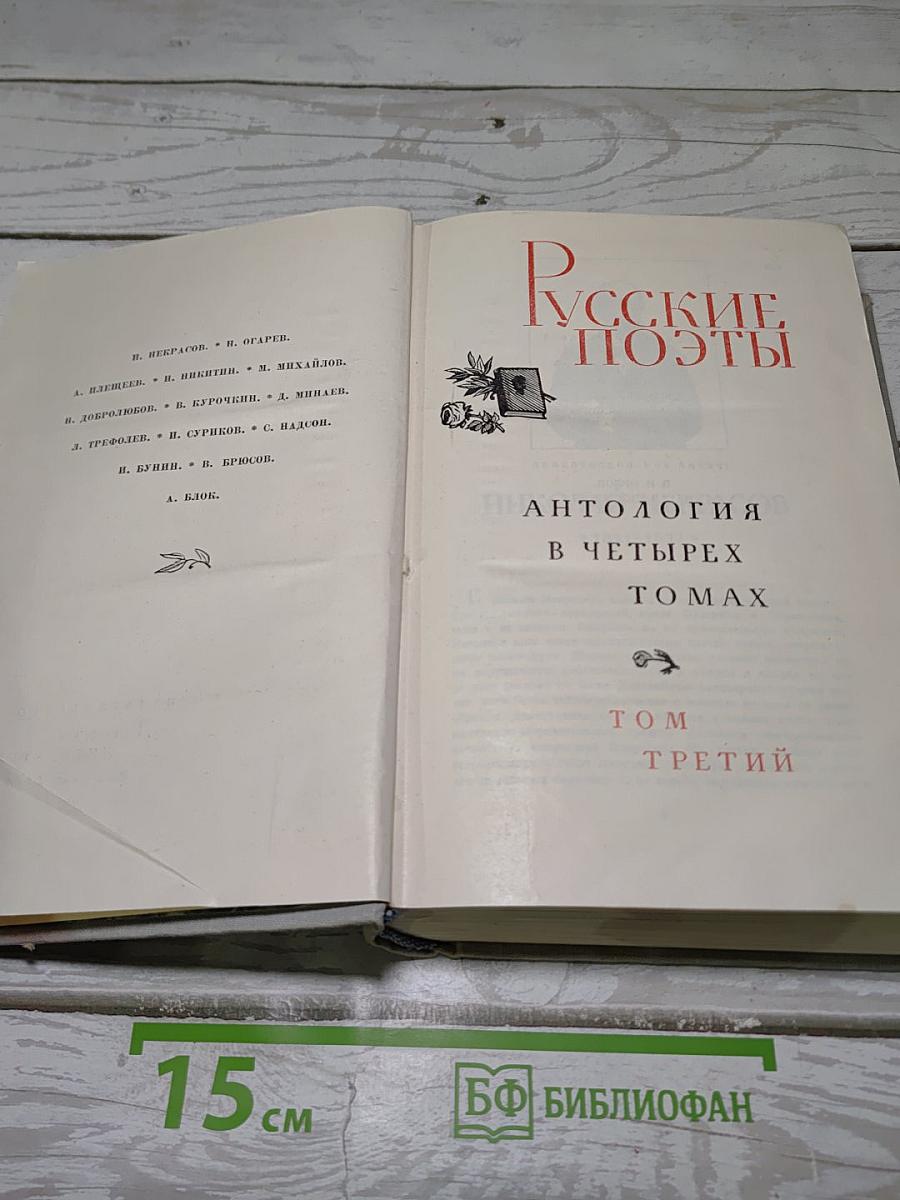 Н. НЕКРАСОВ. * Н. ОГАРЕВ.
А. ПЛЕЩЕЕВ. * И. НИКИТИН. * М. МИХАЙЛОВ.
Н. ДОБРОЛЮБОВ. * В. КУРОЧКИН. * Д. МИНАЕВ.
Л. ТРЕФОЛЕВ. * И. СУРИКОВ. * С. НАДСОН.
И. БУНИН. * В. БРЮСОВ.
А. БЛОК.
РУССКИЕ
ПОЭТЫ
АНТОЛОГИЯ
В ЧЕТЫРЕХ
ТОМАХ
ТОМ
ТРЕТИЙ
15 см
БФ БИБЛИОФАН